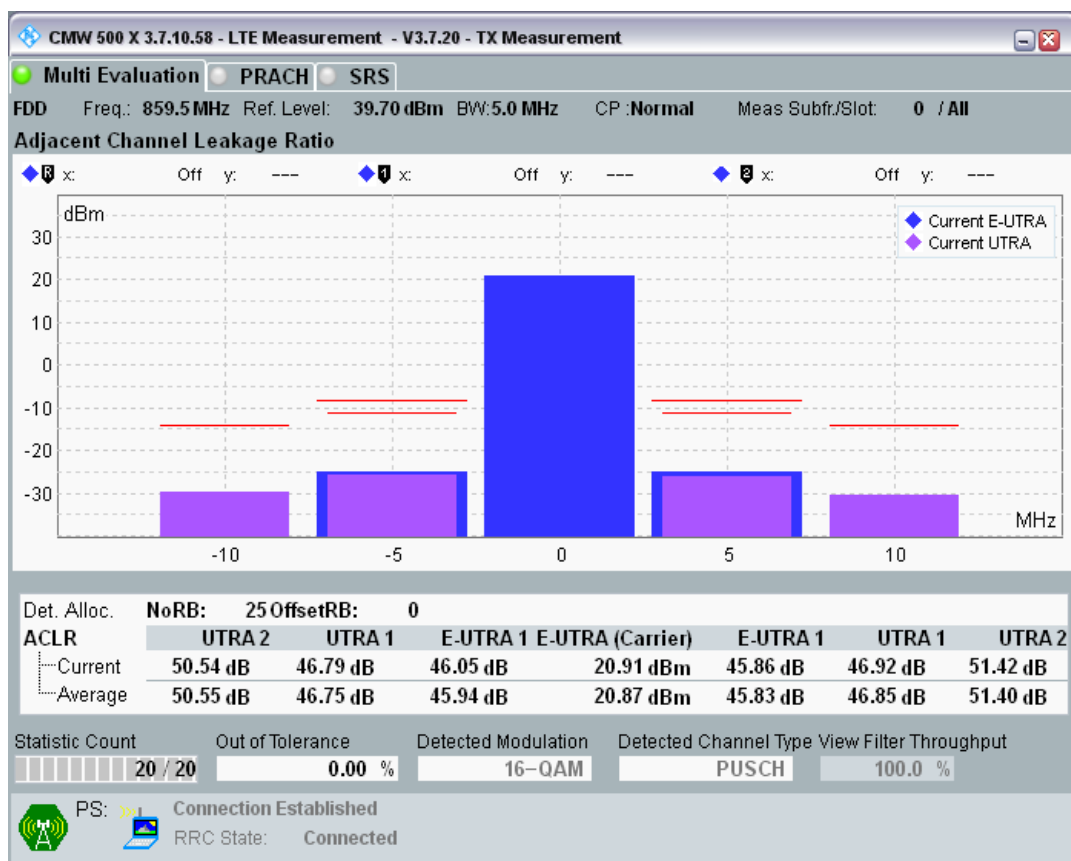 CMW 500 X 3.7.10.58 - LTE Measurement - V3.7.20 - TX Measurement
Multi Evaluation PRACH SRS
FDD Freq.: 859.5 MHz Ref. Level: 39.70 dBm BW:5.0 MHz CP :Normal Meas Subfr./Slot: 0 / All
Adjacent Channel Leakage Ratio
R x: Off y: --- 1 x: Off y: --- 2 x: Off y: ---
dBm
Current E-UTRA
Current UTRA
30
20
10
0
-10
-20
-30
MHz
-10 -5 0 5 10
Det. Alloc. NoRB: 25 OffsetRB: 0
ACLR UTRA 2 UTRA 1 E-UTRA 1 E-UTRA (Carrier) E-UTRA 1 UTRA 1 UTRA 2
Current 50.54 dB 46.79 dB 46.05 dB 20.91 dBm 45.86 dB 46.92 dB 51.42 dB
Average 50.55 dB 46.75 dB 45.94 dB 20.87 dBm 45.83 dB 46.85 dB 51.40 dB
Statistic Count Out of Tolerance Detected Modulation Detected Channel Type View Filter Throughput
20 / 20 0.00 % 16-QAM PUSCH 100.0 %
PS: Connection Established
RRC State: Connected